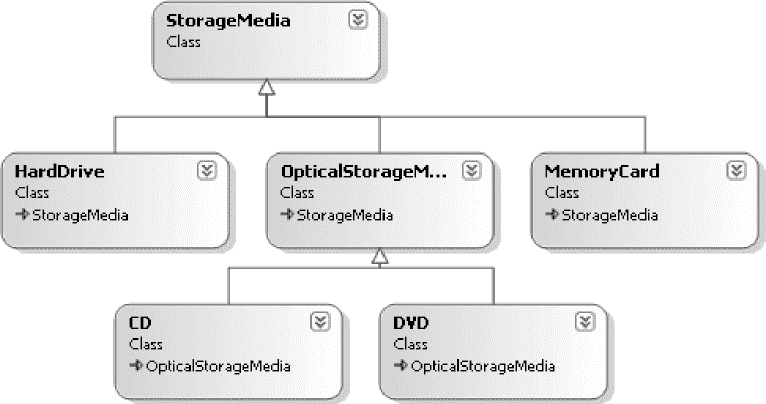 StorageMedia
Class
HardDrive
Class
StorageMedia
OpticalStorageM...
Class
StorageMedia
MemoryCard
Class
StorageMedia
CD
Class
OpticalStorageMedia
DVD
Class
OpticalStorageMedia